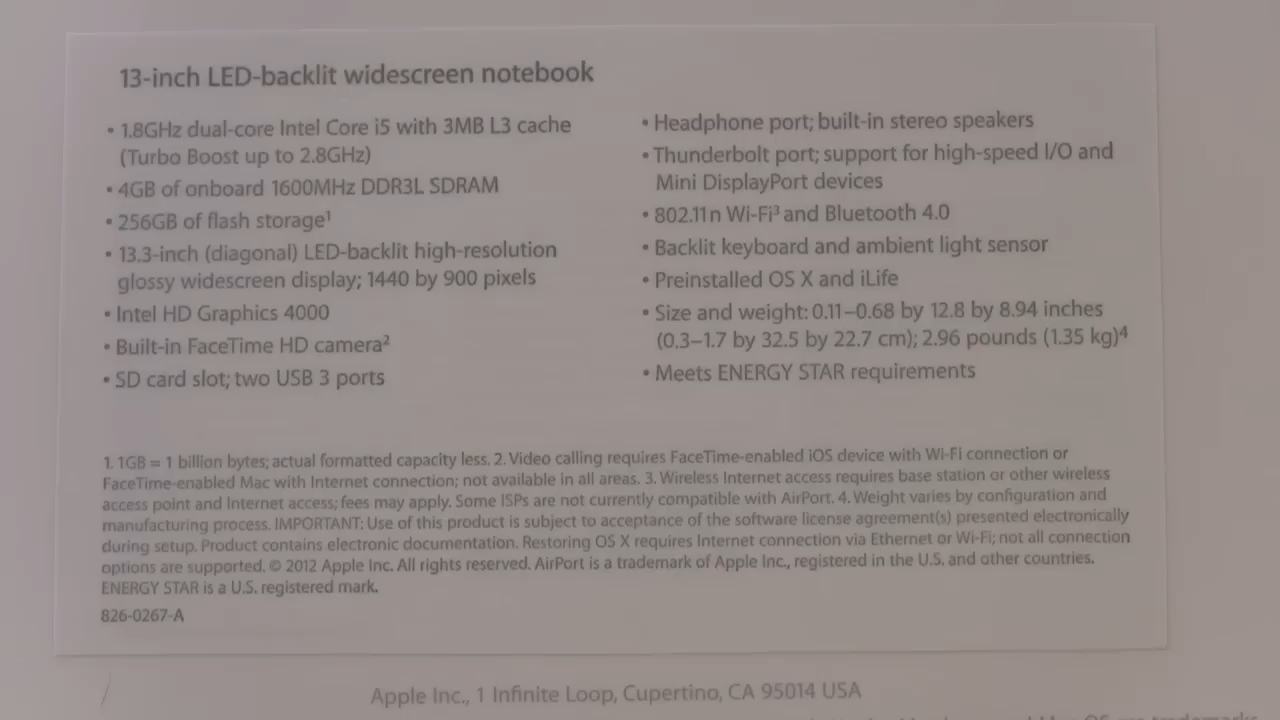 13-inch LED-backlit widescreen notebook
• 1.8GHz dual-core Intel Core i5 with 3MB L3 cache
(Turbo Boost up to 2.8GHz)
• 4GB of onboard 1600MHz DDR3L SDRAM
• 256GB of flash storage¹
• 13.3-inch (diagonal) LED-backlit high-resolution
glossy widescreen display; 1440 by 900 pixels
• Intel HD Graphics 4000
• Built-in FaceTime HD camera²
• SD card slot; two USB 3 ports
• Headphone port; built-in stereo speakers
• Thunderbolt port; support for high-speed I/O and
Mini DisplayPort devices
• 802.11n Wi-Fi³ and Bluetooth 4.0
• Backlit keyboard and ambient light sensor
• Preinstalled OS X and iLife
• Size and weight: 0.11–0.68 by 12.8 by 8.94 inches
(0.3–1.7 by 32.5 by 22.7 cm); 2.96 pounds (1.35 kg)⁴
• Meets ENERGY STAR requirements
1. 1GB = 1 billion bytes; actual formatted capacity less. 2. Video calling requires FaceTime-enabled iOS device with Wi-Fi connection or
FaceTime-enabled Mac with Internet connection; not available in all areas. 3. Wireless Internet access requires base station or other wireless
access point and Internet access; fees may apply. Some ISPs are not currently compatible with AirPort. 4. Weight varies by configuration and
manufacturing process. IMPORTANT: Use of this product is subject to acceptance of the software license agreement(s) presented electronically
during setup. Product contains electronic documentation. Restoring OS X requires Internet connection via Ethernet or Wi-Fi; not all connection
options are supported. © 2012 Apple Inc. All rights reserved. AirPort is a trademark of Apple Inc., registered in the U.S. and other countries.
ENERGY STAR is a U.S. registered mark.
826-0267-A
Apple Inc., 1 Infinite Loop, Cupertino, CA 95014 USA